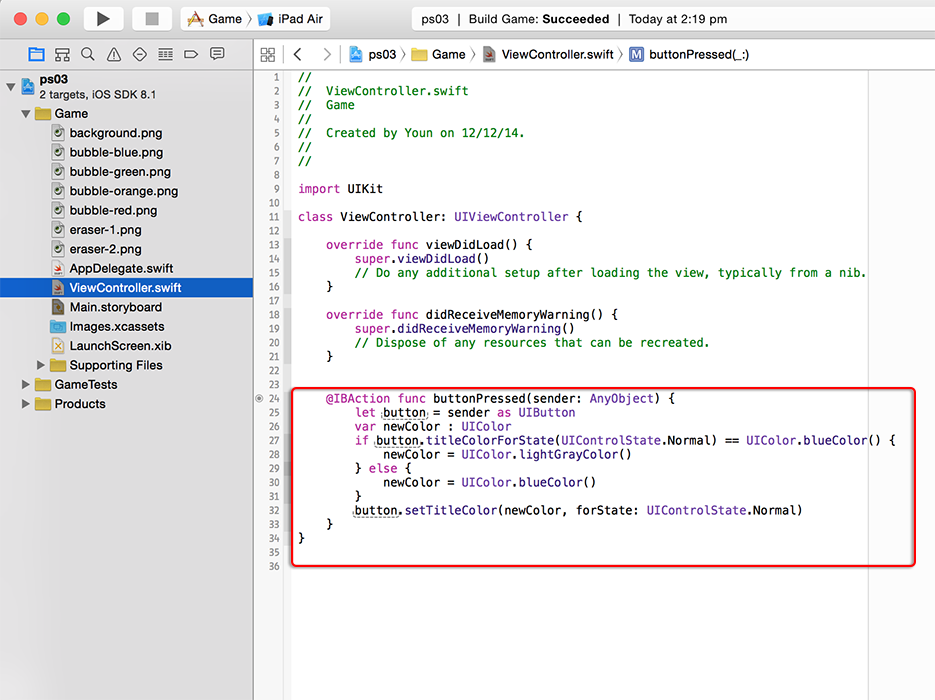 Game iPad Air ps03 | Build Game: Succeeded | Today at 2:19 pm
ps03 Game ViewController.swift M buttonPressed(_:)
ps03
2 targets, iOS SDK 8.1
Game
background.png
bubble-blue.png
bubble-green.png
bubble-orange.png
bubble-red.png
eraser-1.png
eraser-2.png
AppDelegate.swift
ViewController.swift
Main.storyboard
Images.xcassets
LaunchScreen.xib
Supporting Files
GameTests
Products
1 //
2 //  ViewController.swift
3 //  Game
4 //
5 //  Created by Youn on 12/12/14.
6 //
7 //
8
9 import UIKit
10
11 class ViewController: UIViewController {
12
13     override func viewDidLoad() {
14         super.viewDidLoad()
15         // Do any additional setup after loading the view, typically from a nib.
16     }
17
18     override func didReceiveMemoryWarning() {
19         super.didReceiveMemoryWarning()
20         // Dispose of any resources that can be recreated.
21     }
22
23
24     @IBAction func buttonPressed(sender: AnyObject) {
25         let button = sender as UIButton
26         var newColor : UIColor
27         if button.titleColorForState(UIControlState.Normal) == UIColor.blueColor() {
28             newColor = UIColor.lightGrayColor()
29         } else {
30             newColor = UIColor.blueColor()
31         }
32         button.setTitleColor(newColor, forState: UIControlState.Normal)
33     }
34 }
35
36